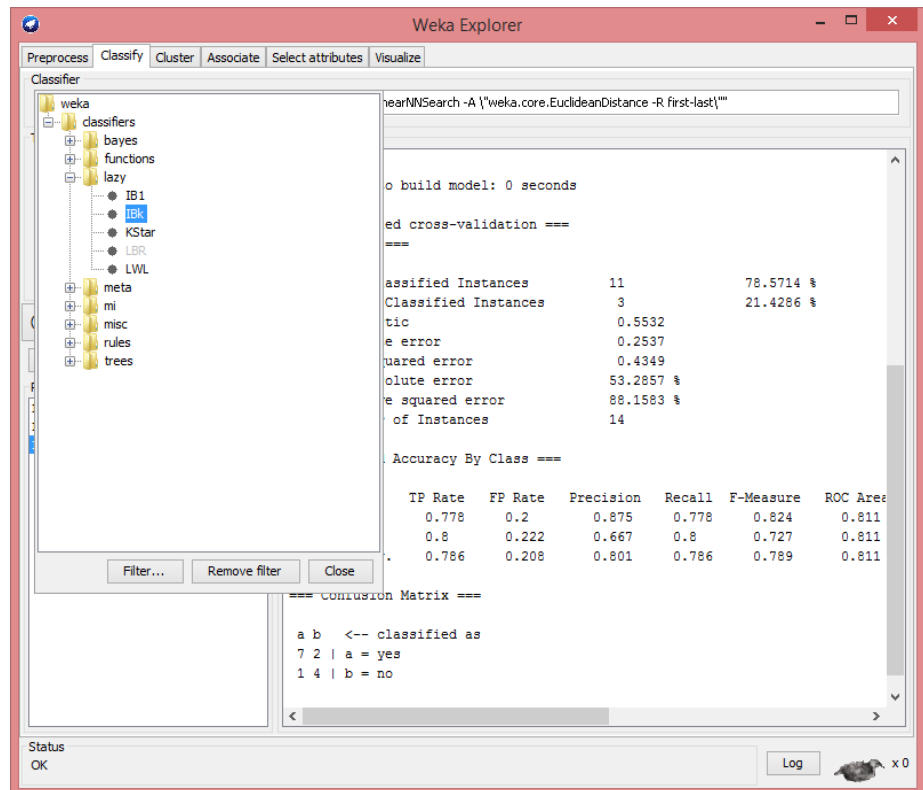 Weka Explorer
Preprocess Classify Cluster Associate Select attributes Visualize
Classifier
earNNSearch -A \"weka.core.EuclideanDistance -R first-last\""
weka
classifiers
bayes
functions
lazy
IB1
IBk
KStar
LBR
LWL
meta
mi
misc
rules
trees
Filter... Remove filter Close
o build model: 0 seconds
ed cross-validation ===
===
assified Instances 11 78.5714 %
Classified Instances 3 21.4286 %
tic 0.5532
e error 0.2537
uared error 0.4349
olute error 53.2857 %
e squared error 88.1583 %
of Instances 14
Accuracy By Class ===
TP Rate FP Rate Precision Recall F-Measure ROC Area
0.778 0.2 0.875 0.778 0.824 0.811
0.8 0.222 0.667 0.8 0.727 0.811
. 0.786 0.208 0.801 0.786 0.789 0.811
=== Confusion Matrix ===
a b <-- classified as
7 2 | a = yes
1 4 | b = no
Status
OK
Log
x 0